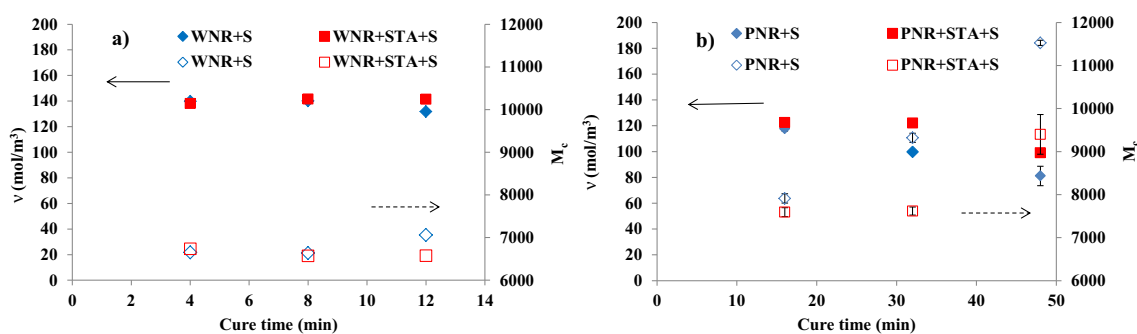 a)
WNR+S
WNR+STA+S
WNR+S
WNR+STA+S
200
180
160
140
120
100
80
60
40
20
0
ν (mol/m³)
12000
11000
10000
9000
8000
7000
6000
M_c
0 2 4 6 8 10 12 14
Cure time (min)
b)
PNR+S
PNR+STA+S
PNR+S
PNR+STA+S
200
180
160
140
120
100
80
60
40
20
0
ν (mol/m³)
12000
11000
10000
9000
8000
7000
6000
M_c
0 10 20 30 40 50
Cure time (min)